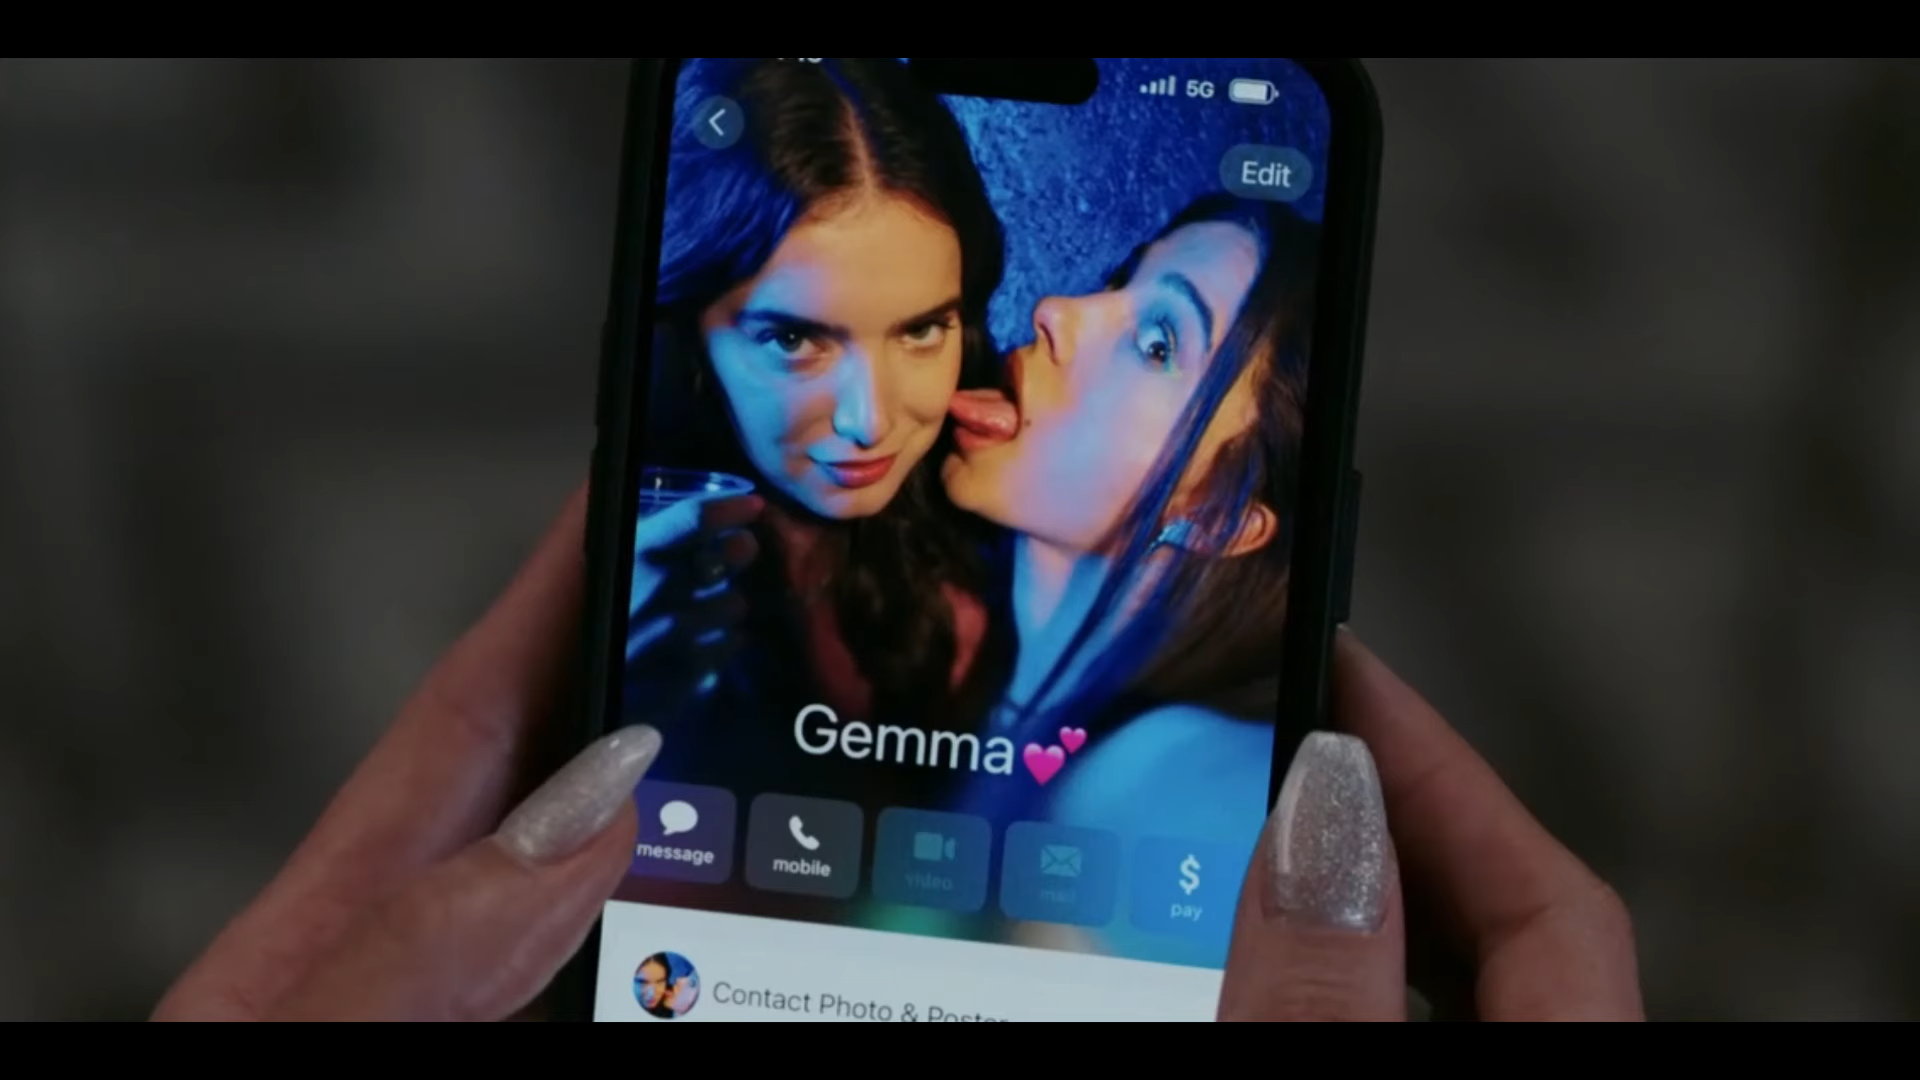 5G
Edit
Gemma💕
message
mobile
video
mail
pay
Contact Photo & Poster